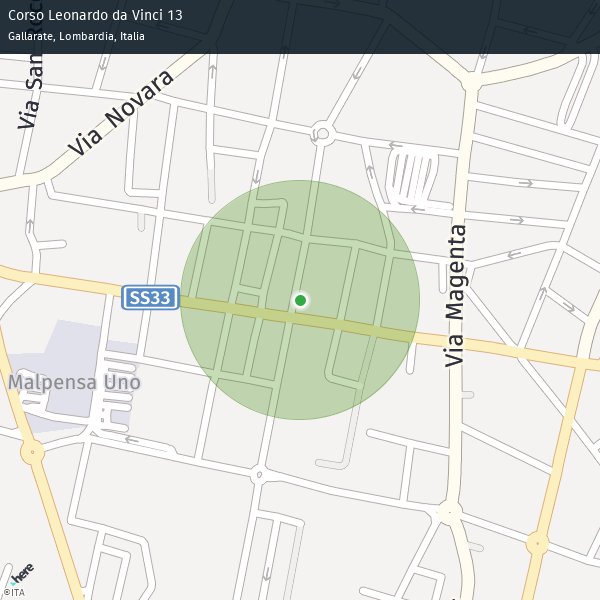 Corso Leonardo da Vinci 13
Gallarate, Lombardia, Italia
Via San Rocco
Via Novara
Via Magenta
SS33
Malpensa Uno
here
©ITA